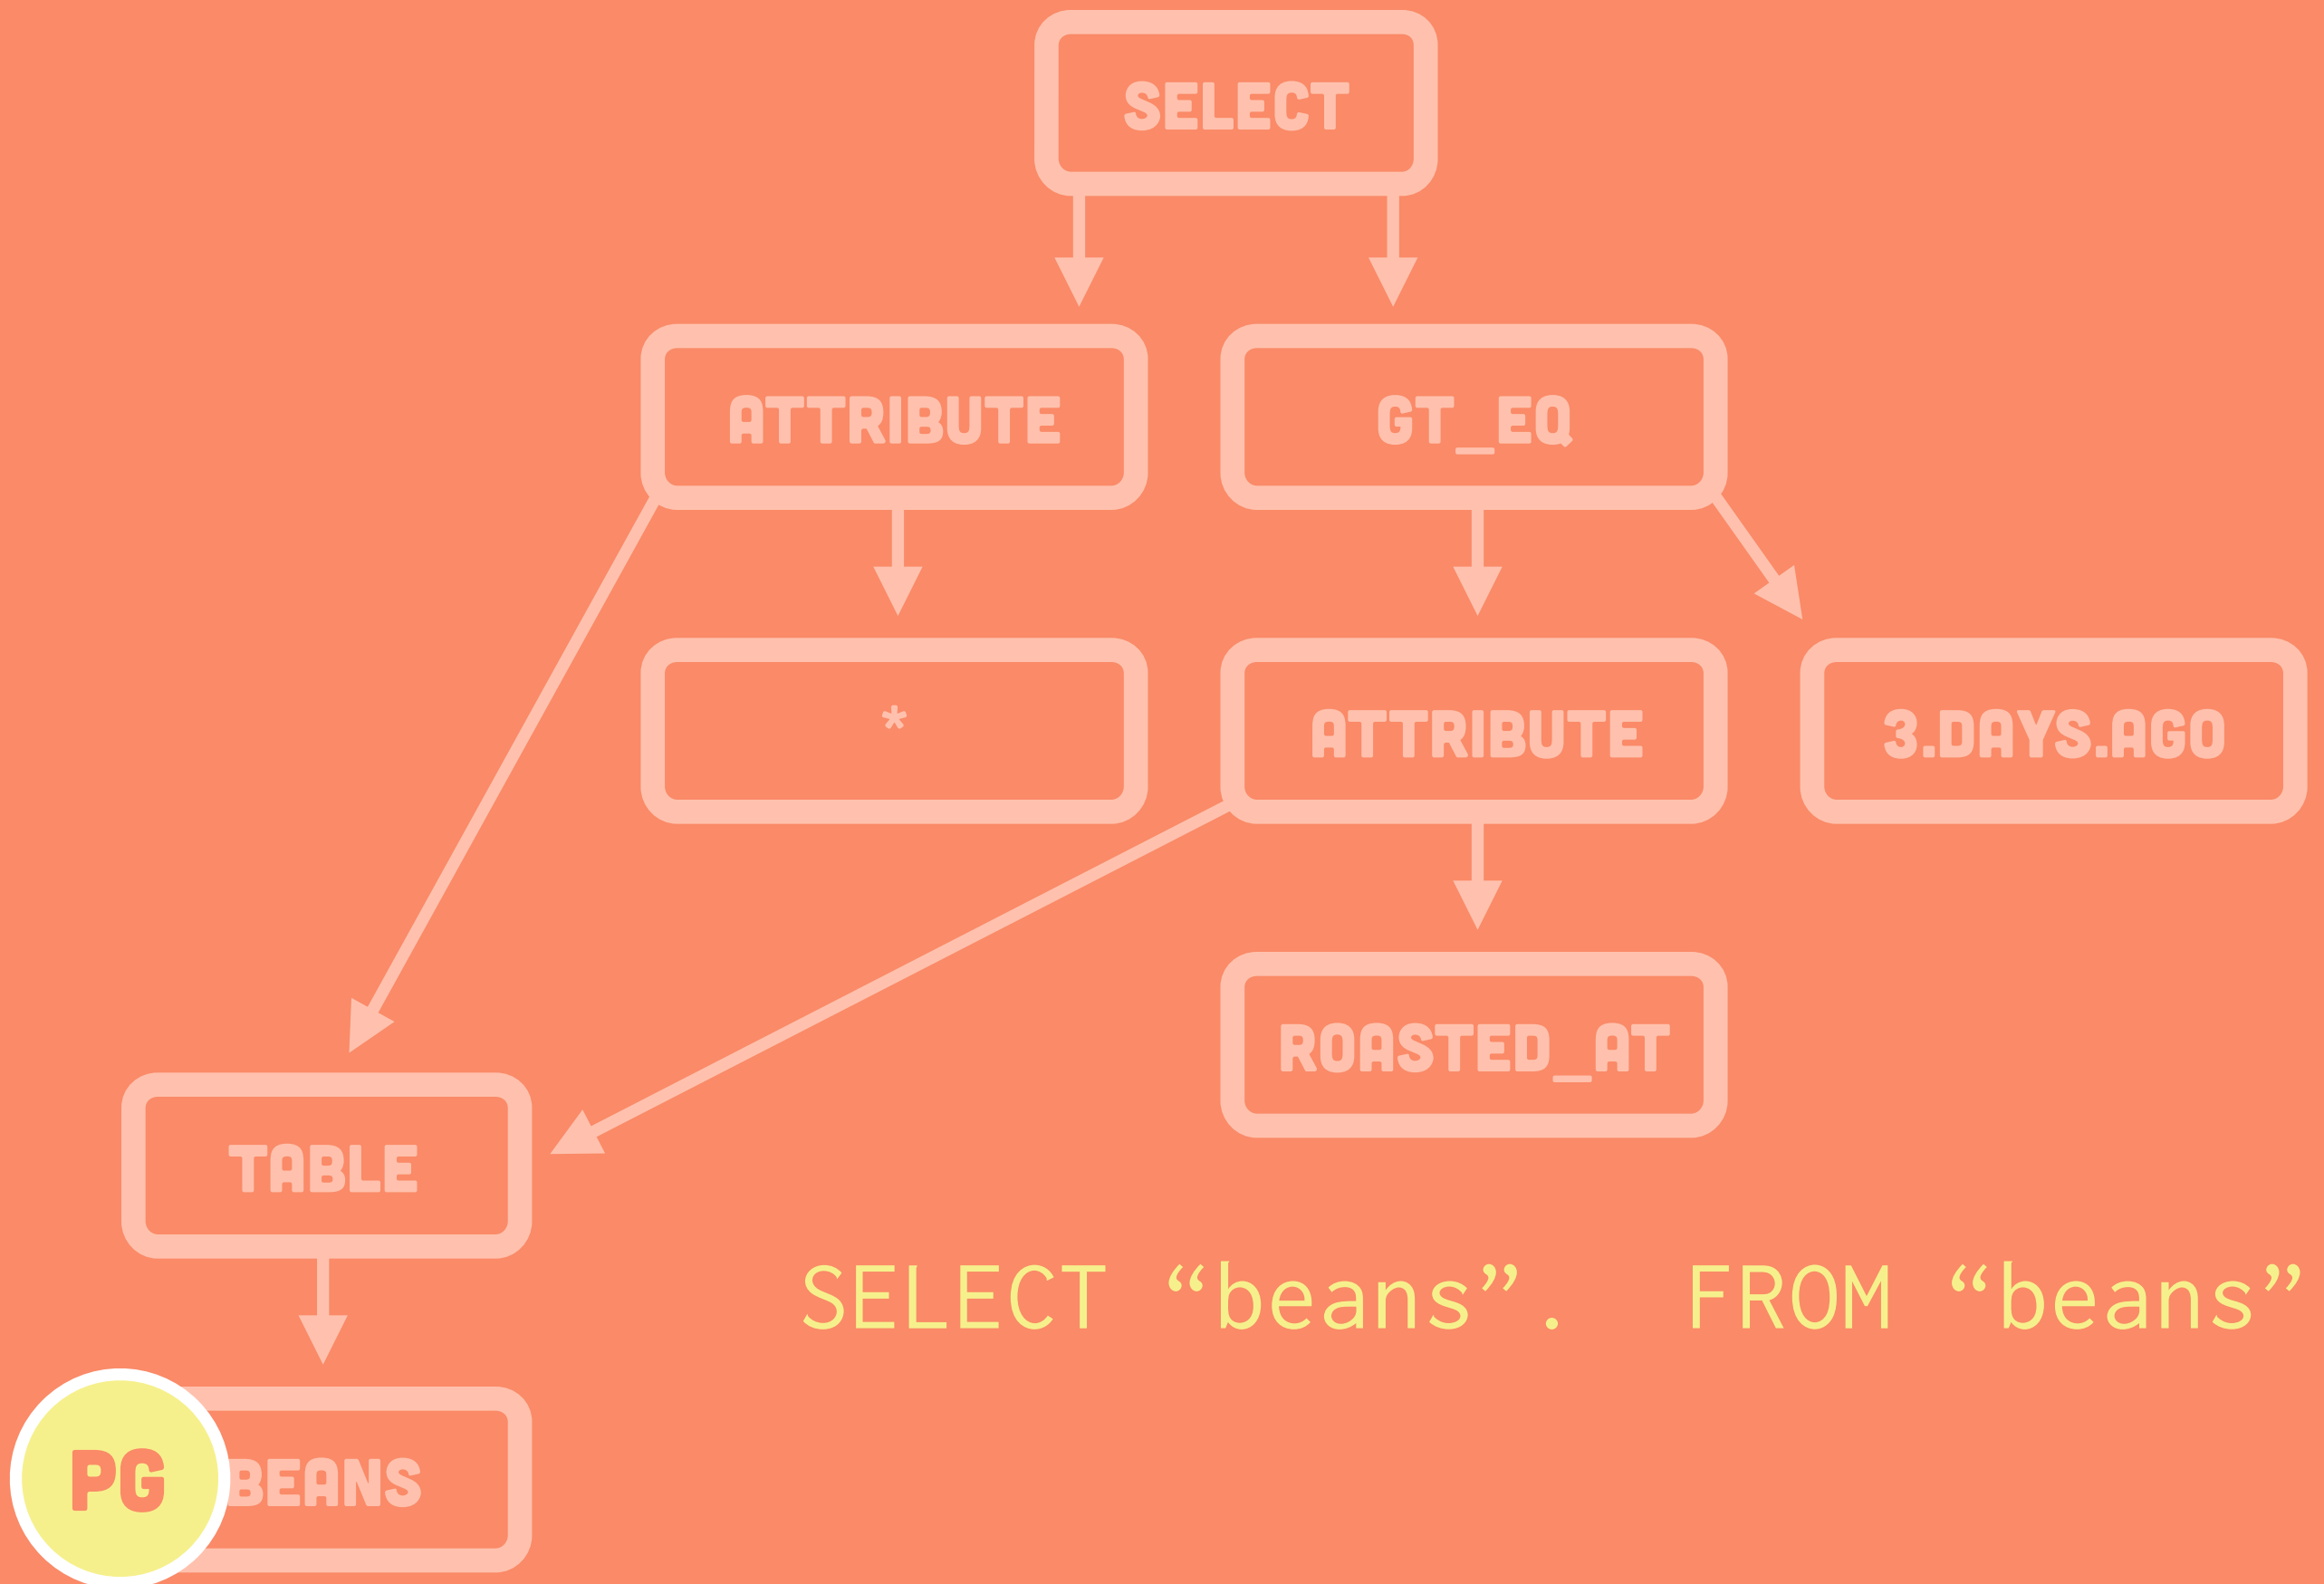 SELECT
ATTRIBUTE
GT_EQ
*
ATTRIBUTE
3.DAYS.AGO
ROASTED_AT
TABLE
SELECT “beans”. FROM “beans”
PG
BEANS